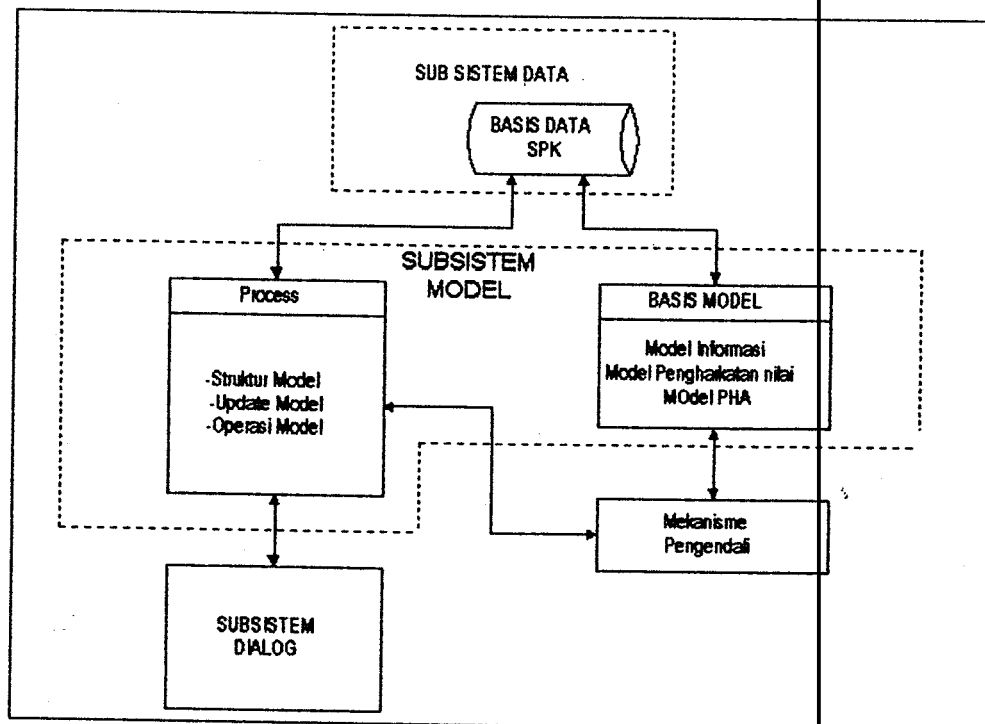 SUB SISTEM DATA
BASIS DATA
SPK
SUBSISTEM
MODEL
Process
-Struktur Model
-Update Model
-Operasi Model
BASIS MODEL
Model Informasi
Model Pengharkatan nilai
MOdel PHA
Mekanisme
Pengendali
SUBSISTEM
DIALOG